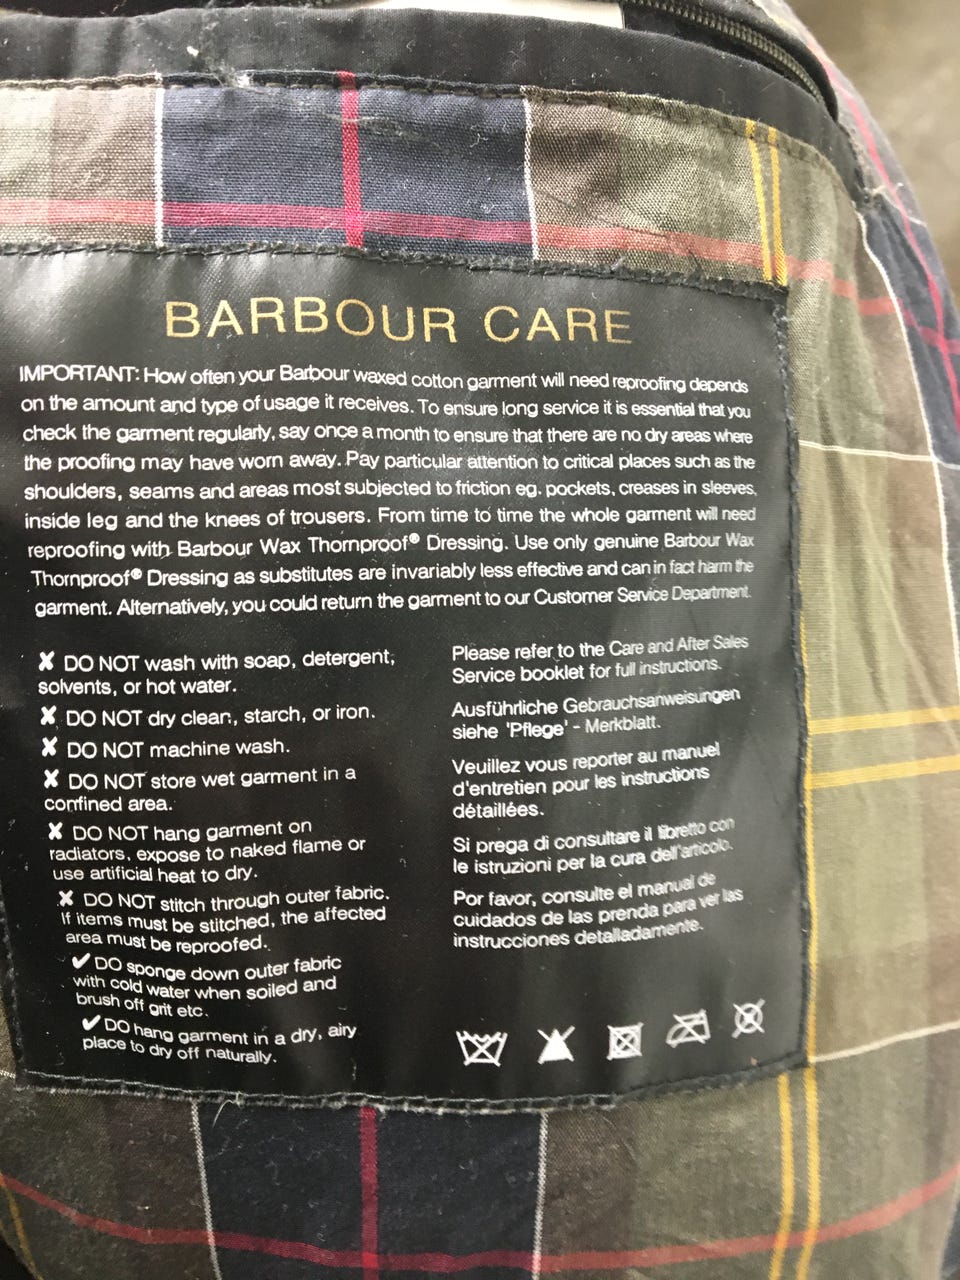 BARBOUR CARE
IMPORTANT: How often your Barbour waxed cotton garment will need reproofing depends
on the amount and type of usage it receives. To ensure long service it is essential that you
check the garment regularly, say once a month to ensure that there are no dry areas where
the proofing may have worn away. Pay particular attention to critical places such as the
shoulders, seams and areas most subjected to friction eg. pockets, creases in sleeves,
inside leg and the knees of trousers. From time to time the whole garment will need
reproofing with Barbour Wax Thornproof® Dressing. Use only genuine Barbour Wax
Thornproof® Dressing as substitutes are invariably less effective and can in fact harm the
garment. Alternatively, you could return the garment to our Customer Service Department.
✘ DO NOT wash with soap, detergent,
solvents, or hot water.
✘ DO NOT dry clean, starch, or iron.
✘ DO NOT machine wash.
✘ DO NOT store wet garment in a
confined area.
✘ DO NOT hang garment on
radiators, expose to naked flame or
use artificial heat to dry.
✘ DO NOT stitch through outer fabric.
If items must be stitched, the affected
area must be reproofed.
✔ DO sponge down outer fabric
with cold water when soiled and
brush off grit etc.
✔ DO hang garment in a dry, airy
place to dry off naturally.
Please refer to the Care and After Sales
Service booklet for full instructions.
Ausführliche Gebrauchsanweisungen
siehe 'Pflege' - Merkblatt.
Veuillez vous reporter au manuel
d'entretien pour les instructions
détaillées.
Si prega di consultare il libretto con
le istruzioni per la cura dell'articolo.
Por favor, consulte el manual de
cuidados de las prenda para ver las
instrucciones detalladamente.